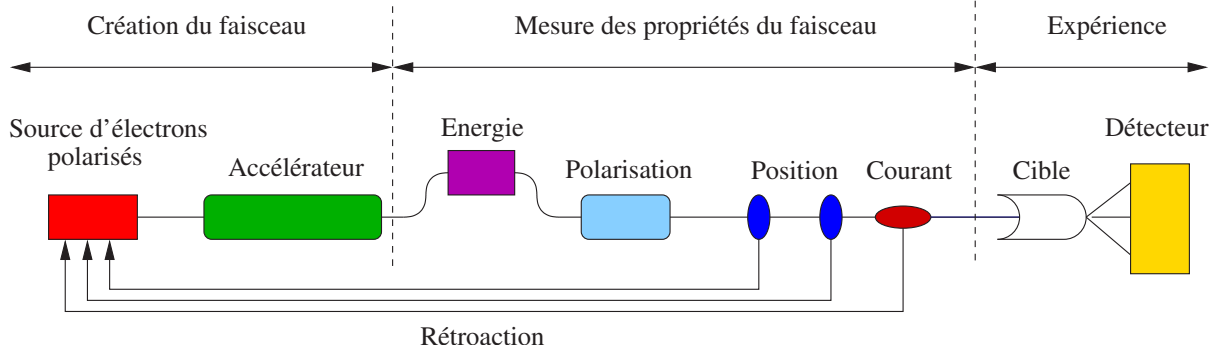 Création du faisceau
Mesure des propriétés du faisceau
Expérience
Source d'électrons
polarisés
Accélérateur
Energie
Polarisation
Position
Courant
Cible
Détecteur
Rétroaction